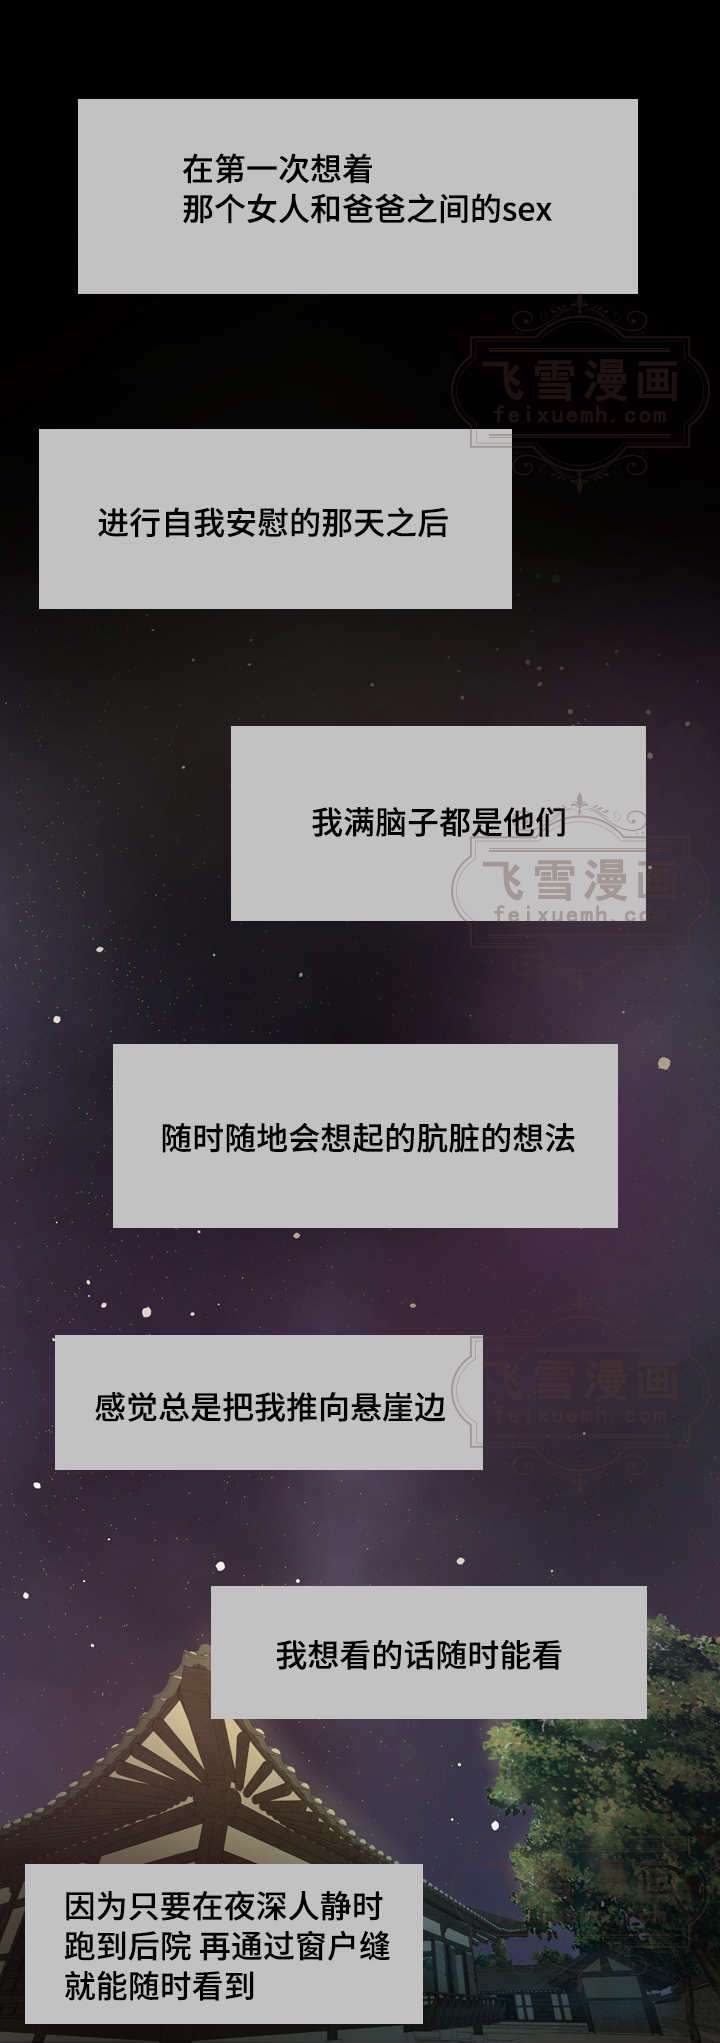 在第一次想着
那个女人和爸爸之间的sex
飞雪漫画
feixuemh.com
进行自我安慰的那天之后
我满脑子都是他们
飞雪漫画
feixuemh.com
随时随地会想起的肮脏的想法
飞雪漫画
feixuemh.com
感觉总是把我推向悬崖边
我想看的话随时能看
因为只要在夜深人静时
跑到后院 再通过窗户缝
就能随时看到